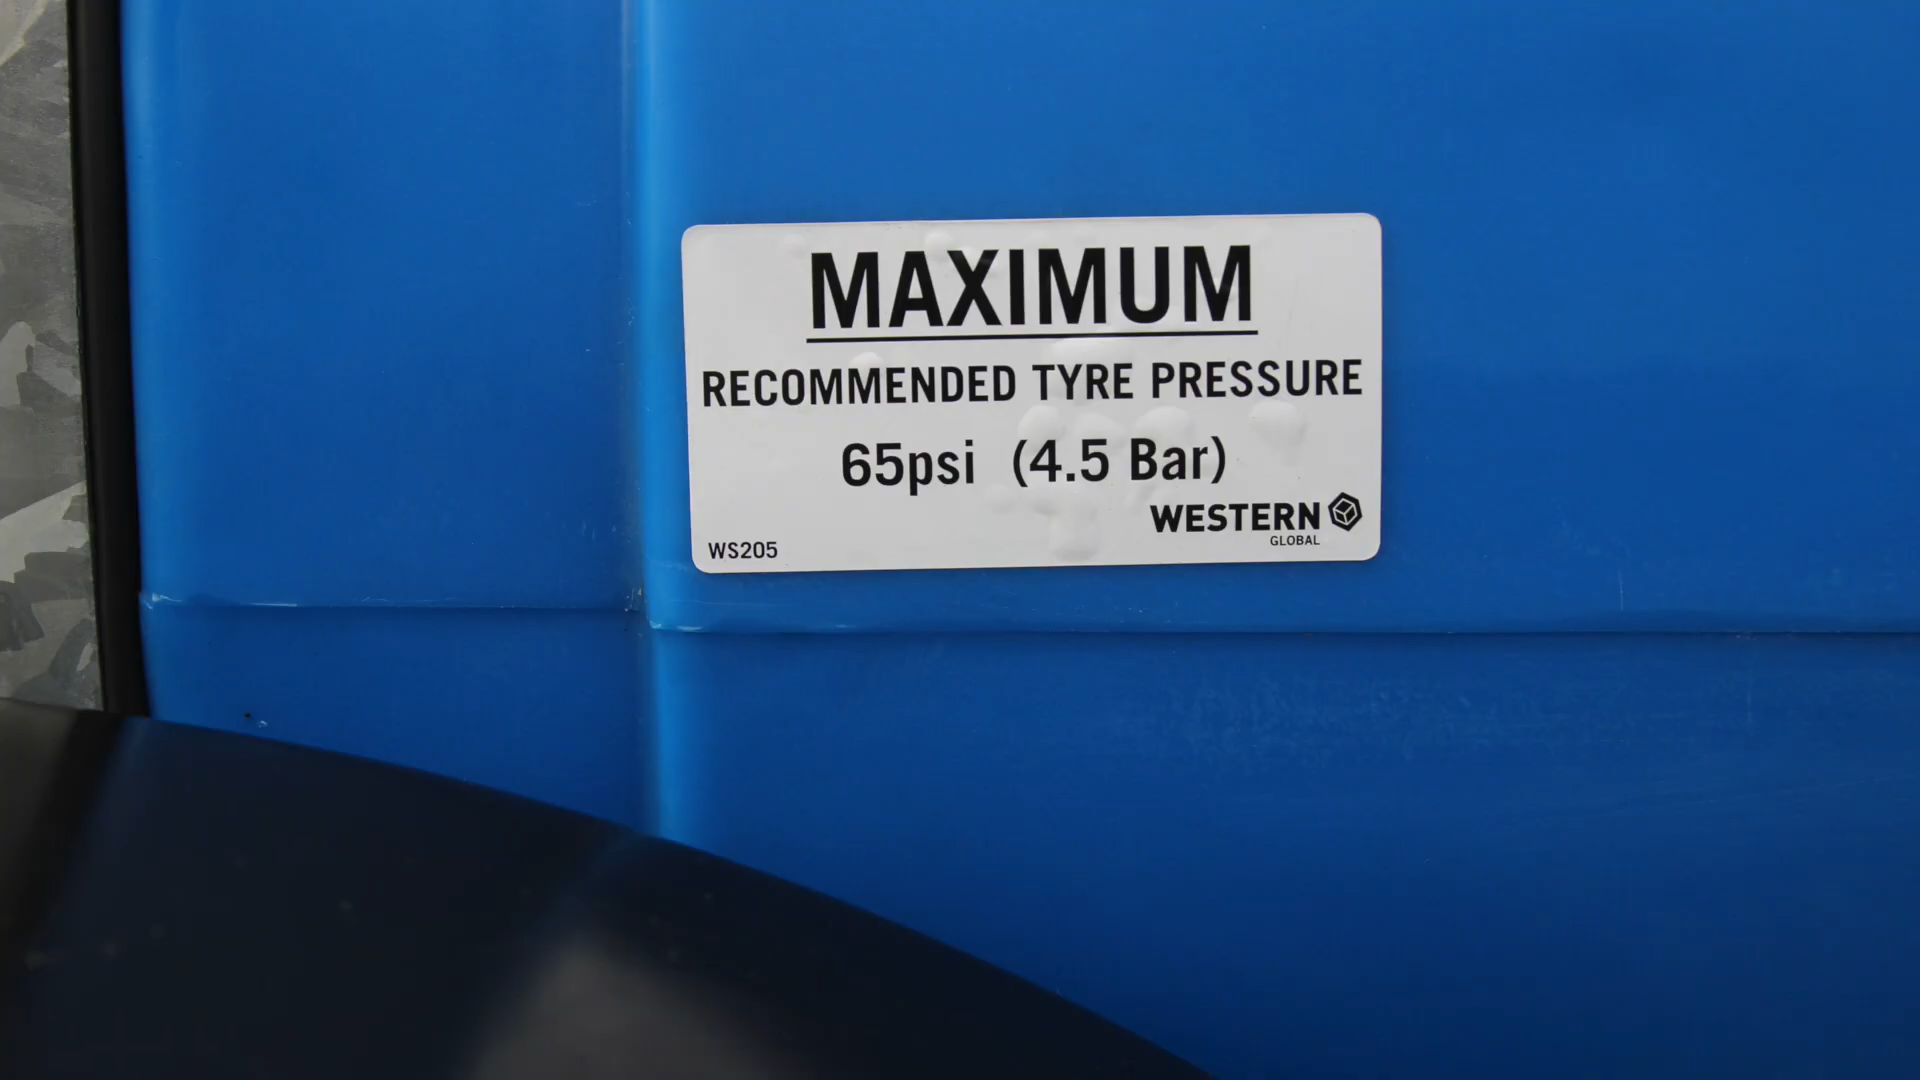 MAXIMUM
RECOMMENDED TYRE PRESSURE
65psi (4.5 Bar)
WESTERN
GLOBAL
WS205